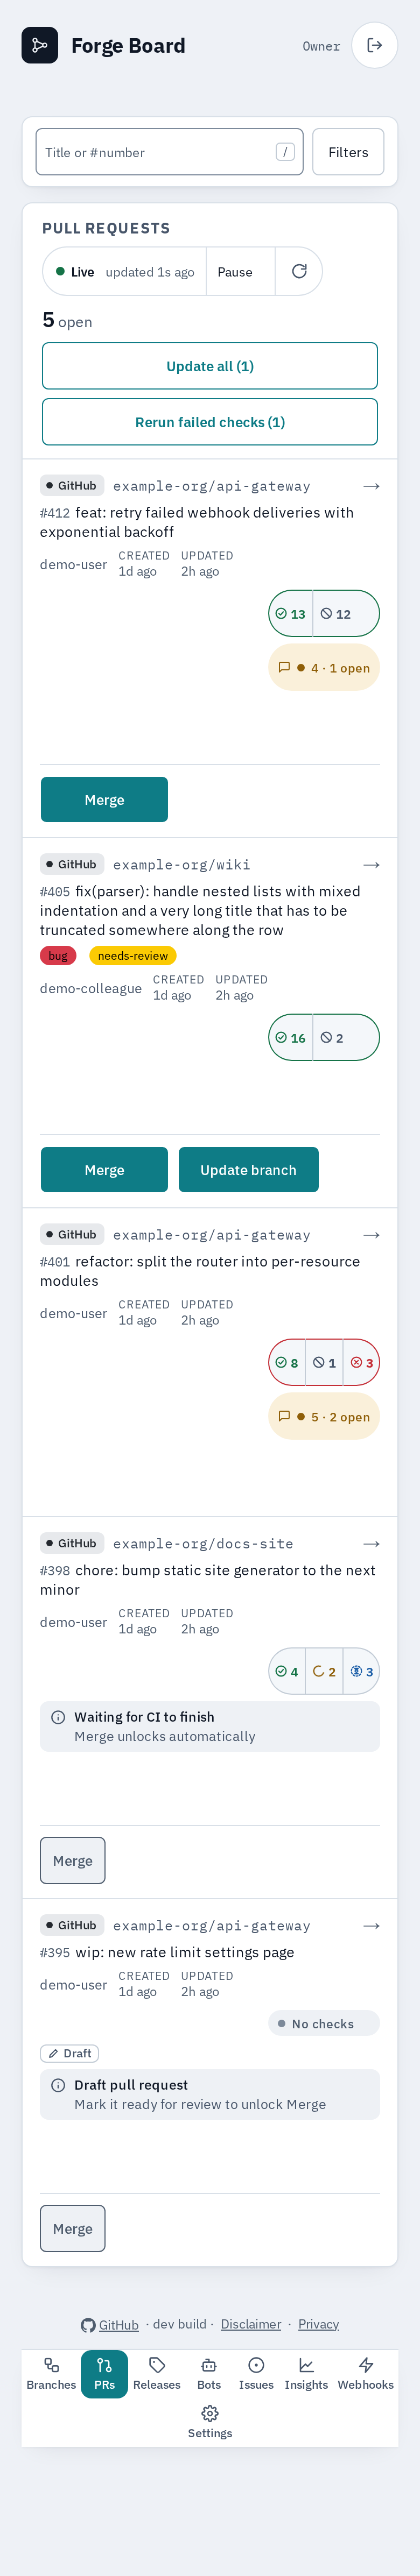 Forge Board
Owner
Title or #number
/
Filters
PULL REQUESTS
Live updated 1s ago
Pause
5 open
Update all (1)
Rerun failed checks (1)
GitHub example-org/api-gateway →
#412 feat: retry failed webhook deliveries with
exponential backoff
demo-user
CREATED UPDATED
1d ago 2h ago
13 12
4 · 1 open
Merge
GitHub example-org/wiki →
#405 fix(parser): handle nested lists with mixed
indentation and a very long title that has to be
truncated somewhere along the row
bug needs-review
demo-colleague
CREATED UPDATED
1d ago 2h ago
16 2
Merge
Update branch
GitHub example-org/api-gateway →
#401 refactor: split the router into per-resource
modules
demo-user
CREATED UPDATED
1d ago 2h ago
8 1 3
5 · 2 open
GitHub example-org/docs-site →
#398 chore: bump static site generator to the next
minor
demo-user
CREATED UPDATED
1d ago 2h ago
4 2 3
Waiting for CI to finish
Merge unlocks automatically
Merge
GitHub example-org/api-gateway →
#395 wip: new rate limit settings page
demo-user
CREATED UPDATED
1d ago 2h ago
No checks
Draft
Draft pull request
Mark it ready for review to unlock Merge
Merge
GitHub · dev build · Disclaimer · Privacy
Branches PRs Releases Bots Issues Insights Webhooks
Settings